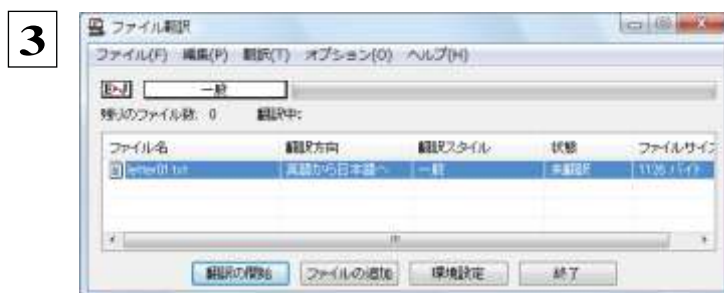 3
ファイル翻訳
ファイル(F) 編集(P) 翻訳(T) オプション(O) ヘルプ(H)
E→J 一般
残りのファイル数: 0 翻訳中:
ファイル名 翻訳方向 翻訳スタイル 状態 ファイルサイズ
letter01.txt 英語から日本語へ 一般 未翻訳 1126 バイト
翻訳の開始 ファイルの追加 環境設定 終了